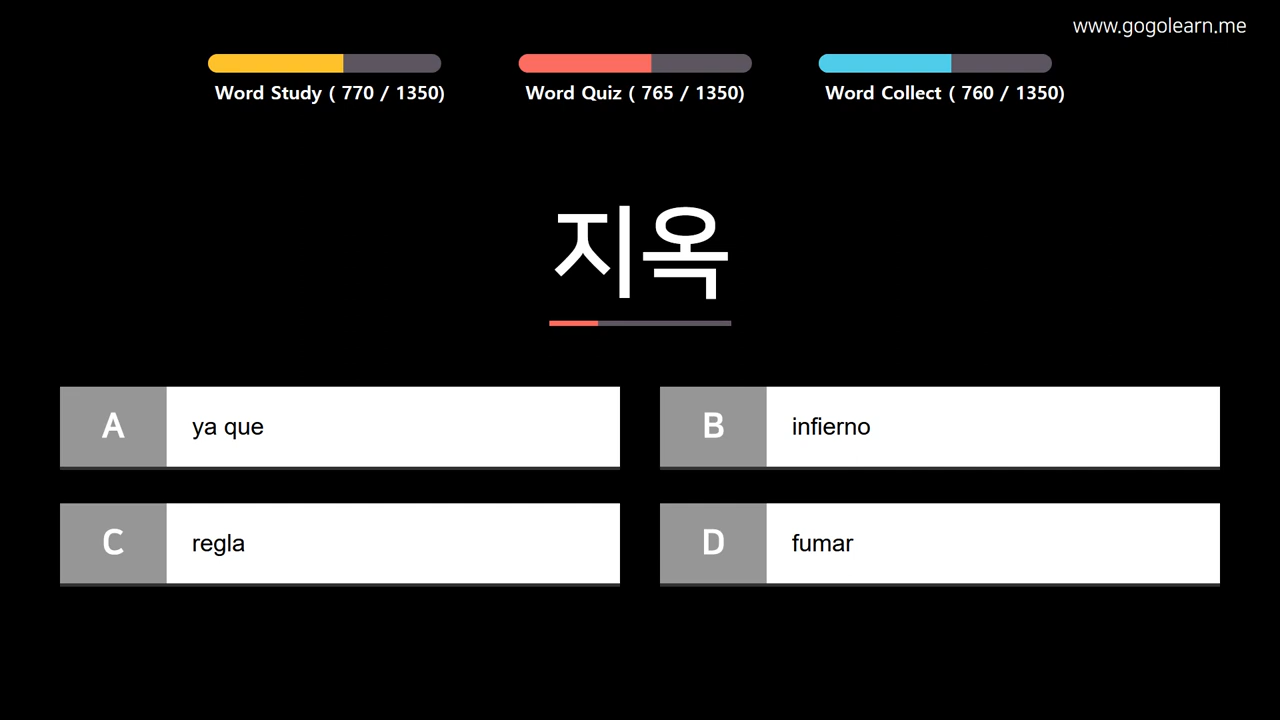 www.gogolearn.me
Word Study ( 770 / 1350)
Word Quiz ( 765 / 1350)
Word Collect ( 760 / 1350)
지옥
A
ya que
B
infierno
C
regla
D
fumar